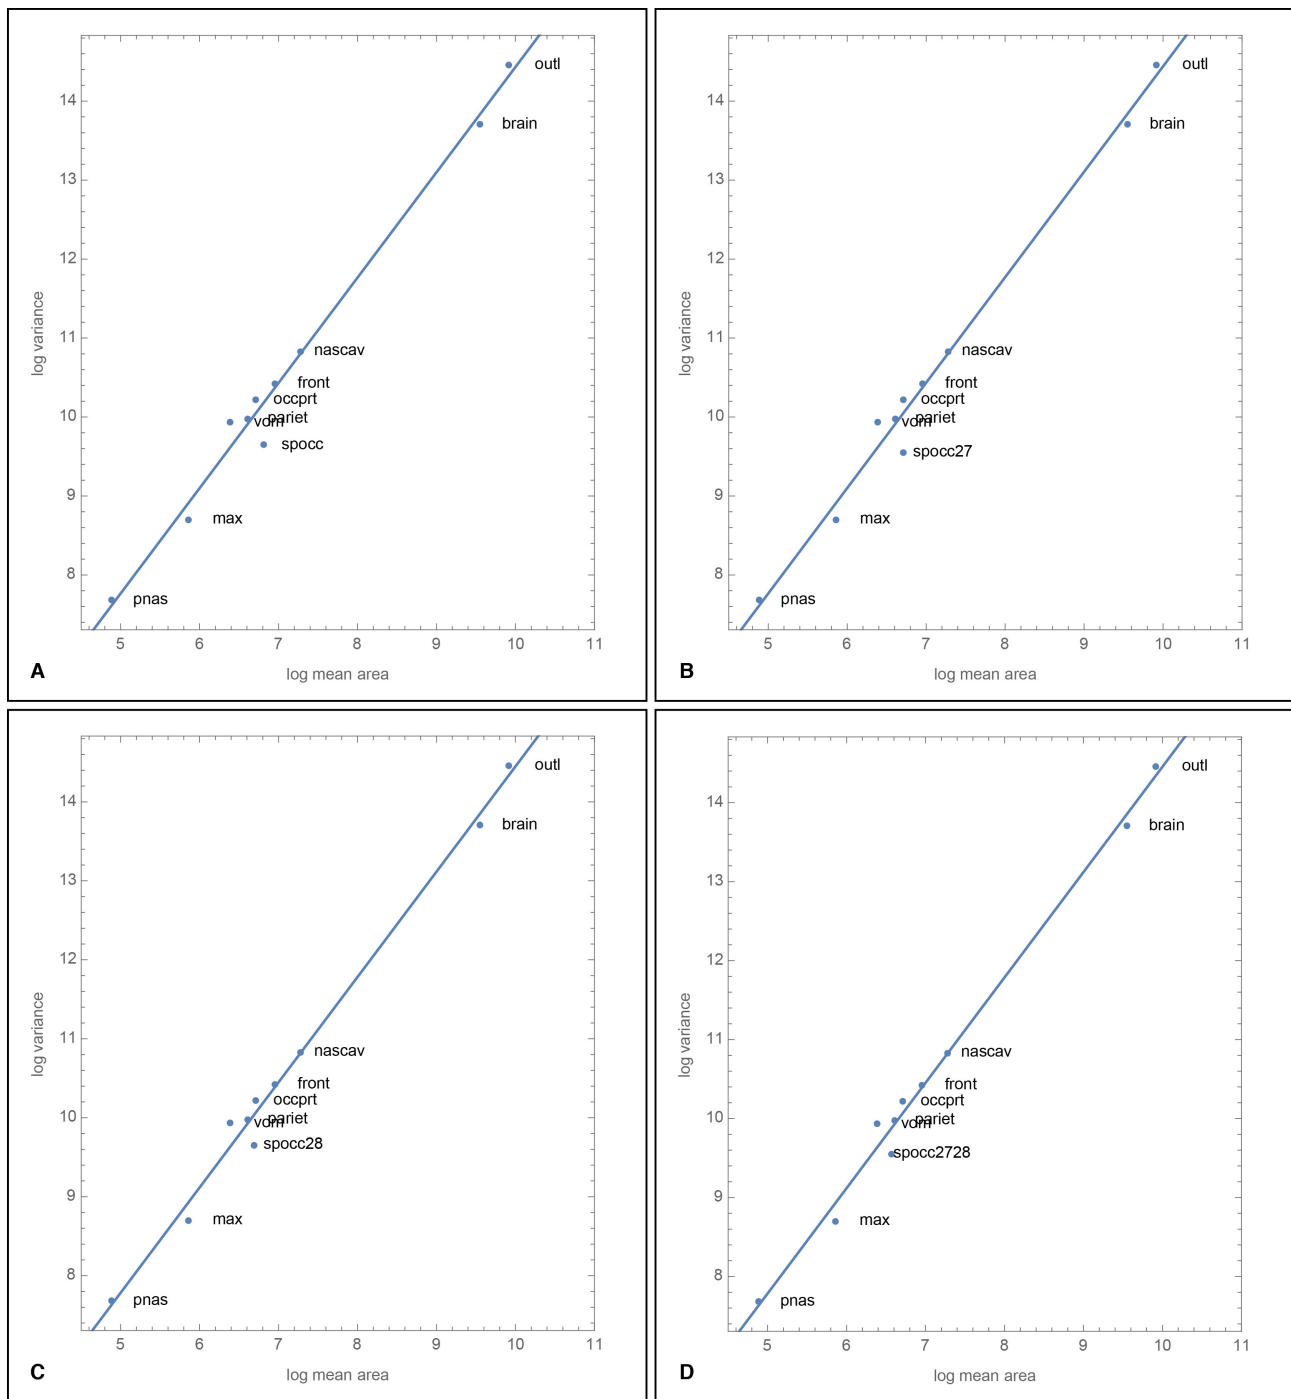 outl
14
brain
13
12
log variance
11
nascav
front
occprt
10
pariet
vom
spocc
9
max
8
pnas
5 6 7 8 9 10 11
log mean area
A
outl
14
brain
13
12
log variance
11
nascav
front
occprt
10
pariet
vom
spocc27
9
max
8
pnas
5 6 7 8 9 10 11
log mean area
B
outl
14
brain
13
12
log variance
11
nascav
front
occprt
10
pariet
vom
spocc28
9
max
8
pnas
5 6 7 8 9 10 11
log mean area
C
outl
14
brain
13
12
log variance
11
nascav
front
occprt
10
pariet
vom
spocc2728
9
max
8
pnas
5 6 7 8 9 10 11
log mean area
D